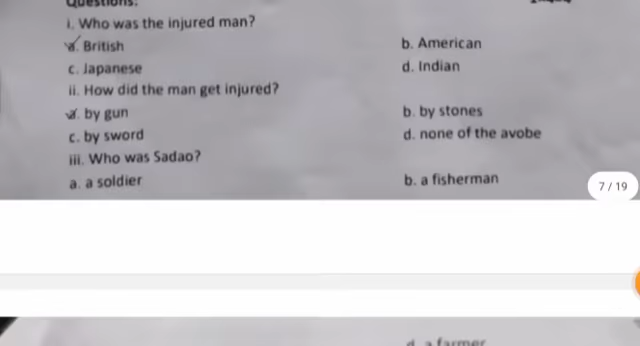 Questions:
i. Who was the injured man?
a. British b. American
c. Japanese d. Indian
ii. How did the man get injured?
a. by gun b. by stones
c. by sword d. none of the avobe
iii. Who was Sadao?
a. a soldier b. a fisherman
7 / 19
d. a farmer